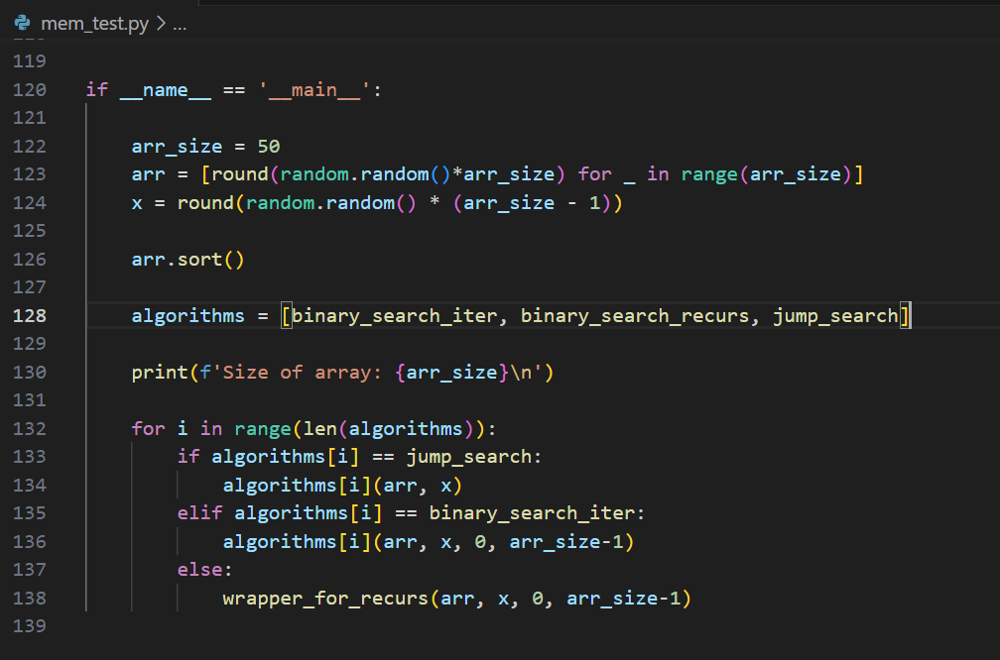 mem_test.py > ...
119
120 if __name__ == '__main__':
121
122     arr_size = 50
123     arr = [round(random.random()*arr_size) for _ in range(arr_size)]
124     x = round(random.random() * (arr_size - 1))
125
126     arr.sort()
127
128     algorithms = [binary_search_iter, binary_search_recurs, jump_search]
129
130     print(f'Size of array: {arr_size}\n')
131
132     for i in range(len(algorithms)):
133         if algorithms[i] == jump_search:
134             algorithms[i](arr, x)
135         elif algorithms[i] == binary_search_iter:
136             algorithms[i](arr, x, 0, arr_size-1)
137         else:
138             wrapper_for_recurs(arr, x, 0, arr_size-1)
139